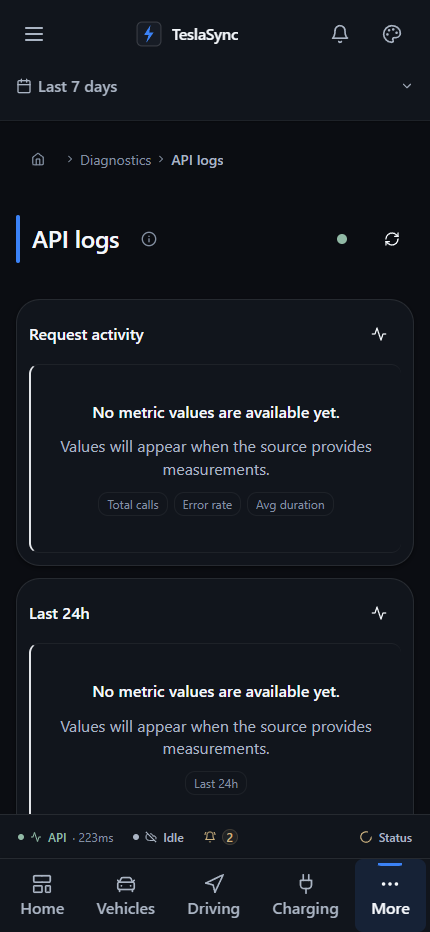 TeslaSync
Last 7 days
Diagnostics
API logs
API logs
Request activity
No metric values are available yet.
Values will appear when the source provides
measurements.
Total calls
Error rate
Avg duration
Last 24h
No metric values are available yet.
Values will appear when the source provides
measurements.
Last 24h
API · 223ms
Idle
2
Status
Home
Vehicles
Driving
Charging
More